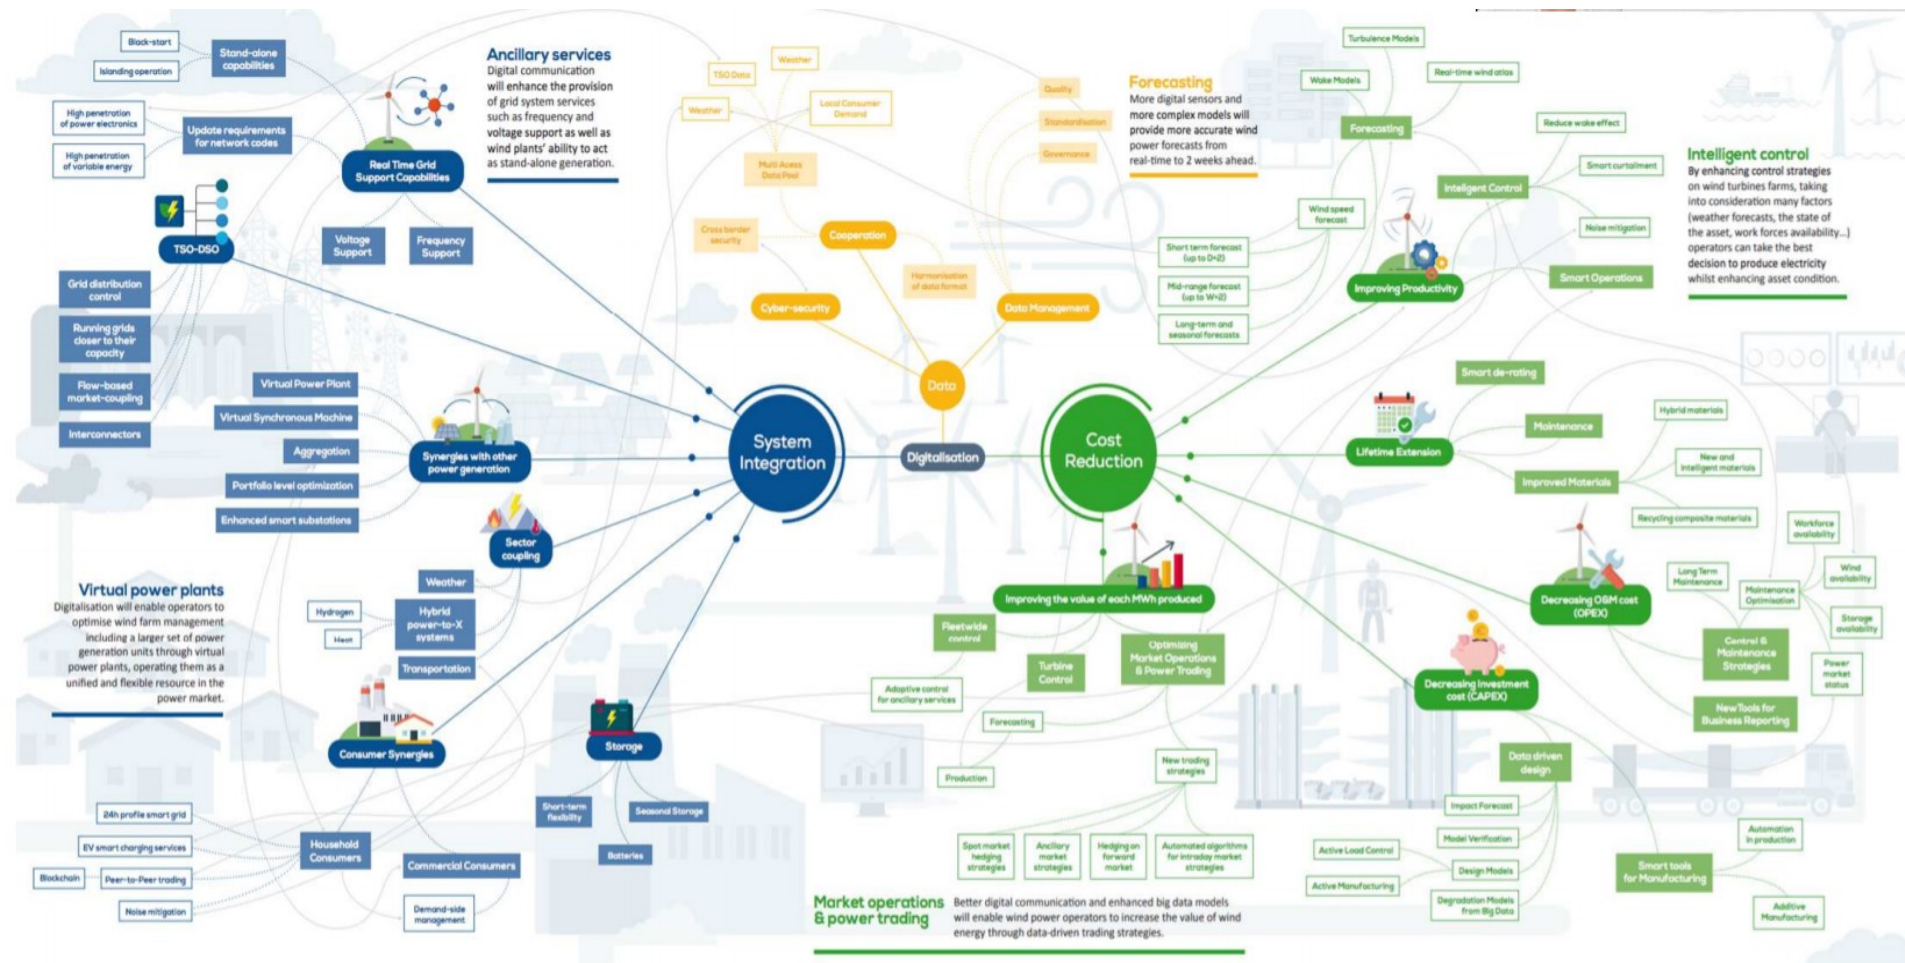 Black-start
Islanding operation
Stand-alone
capabilities
High penetration
of power electronics
High penetration
of variable energy
Update requirements
for network codes
Real Time Grid
Support Capabilities
Voltage
Support
Frequency
Support
Ancillary services
Digital communication
will enhance the provision
of grid system services
such as frequency and
voltage support as well as
wind plants' ability to act
as stand-alone generation.
TSO-DSO
Grid distribution
control
Running grids
closer to their
capacity
Flow-based
market-coupling
Interconnectors
Virtual Power Plant
Virtual Synchronous Machine
Aggregation
Portfolio level optimization
Enhanced smart substations
Synergies with other
power generation
Sector
coupling
Weather
Hydrogen
Heat
Hybrid
power-to-X
systems
Transportation
Virtual power plants
Digitalisation will enable operators to
optimise wind farm management
including a larger set of power
generation units through virtual
power plants, operating them as a
unified and flexible resource in the
power market.
Consumer Synergies
24h profile smart grid
EV smart charging services
Blockchain
Peer-to-Peer trading
Noise mitigation
Household
Consumers
Commercial Consumers
Demand-side
management
Storage
Short-term
flexibility
Seasonal Storage
Batteries
System
Integration
Digitalisation
Data
TSO Data
Weather
Weather
Local Consumer
Demand
Multi Acess
Data Pool
Cross border
security
Cooperation
Harmonisation
of data format
Cyber-security
Data Management
Quality
Standardisation
Governance
Cost
Reduction
Forecasting
More digital sensors and
more complex models will
provide more accurate wind
power forecasts from
real-time to 2 weeks ahead.
Turbulence Models
Wake Models
Real-time wind atlas
Forecasting
Wind speed
forecast
Short term forecast
(up to D+2)
Mid-range forecast
(up to W+2)
Long-term and
seasonal forecasts
Inteligent Control
Reduce wake effect
Smart curtailment
Noise mitigation
Smart Operations
Improving Productivity
Intelligent control
By enhancing control strategies
on wind turbines farms, taking
into consideration many factors
(weather forecasts, the state of
the asset, work forces availability...)
operators can take the best
decision to produce electricity
whilst enhancing asset condition.
Smart de-rating
Maintenance
Lifetime Extension
Improved Materials
Hybrid materials
New and
intelligent materials
Recycling composite materials
Decreasing O&M cost
(OPEX)
Long Term
Maintenance
Maintenance
Optimisation
Workforce
availability
Wind
availability
Storage
availability
Power
market
status
Control &
Maintenance
Strategies
New Tools for
Business Reporting
Improving the value of each MWh produced
Fleetwide
control
Adaptive control
for ancillary services
Turbine
Control
Optimising
Market Operations
& Power Trading
Forecasting
Production
New trading
strategies
Spot market
hedging
strategies
Ancillary
market
strategies
Hedging on
forward
market
Automated algorithms
for intraday market
strategies
Market operations
& power trading
Better digital communication and enhanced big data models
will enable wind power operators to increase the value of wind
energy through data-driven trading strategies.
Decreasing investment
cost (CAPEX)
Data driven
design
Impact Forecast
Model Verification
Active Load Control
Design Models
Active Manufacturing
Degradation Models
from Big Data
Smart tools
for Manufacturing
Automation
in production
Additive
Manufacturing